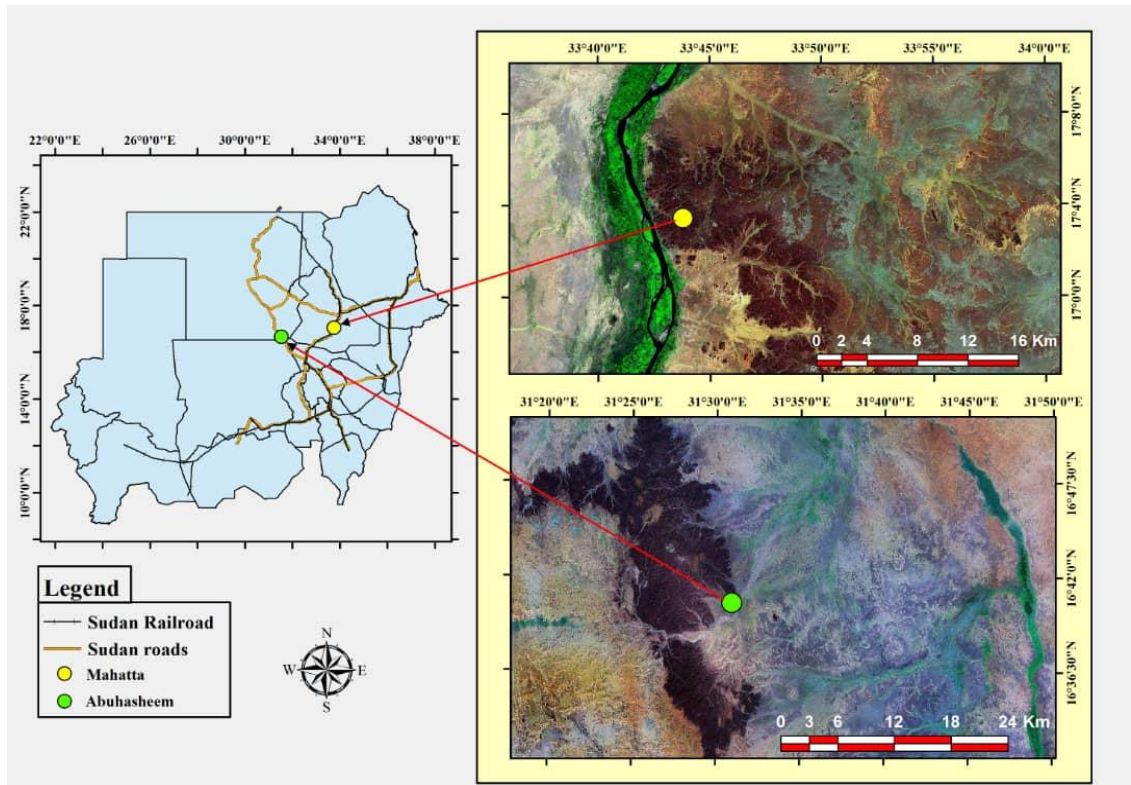 22°0'0"E 26°0'0"E 30°0'0"E 34°0'0"E 38°0'0"E
22°0'0"N
18°0'0"N
14°0'0"N
10°0'0"N
Legend
Sudan Railroad
Sudan roads
Mahatta
Abuhasheem
N
W E
S
33°40'0"E 33°45'0"E 33°50'0"E 33°55'0"E 34°0'0"E
17°8'0"N
17°4'0"N
17°0'0"N
0 2 4 8 12 16 Km
31°20'0"E 31°25'0"E 31°30'0"E 31°35'0"E 31°40'0"E 31°45'0"E 31°50'0"E
16°47'30"N
16°42'0"N
16°36'30"N
0 3 6 12 18 24 Km